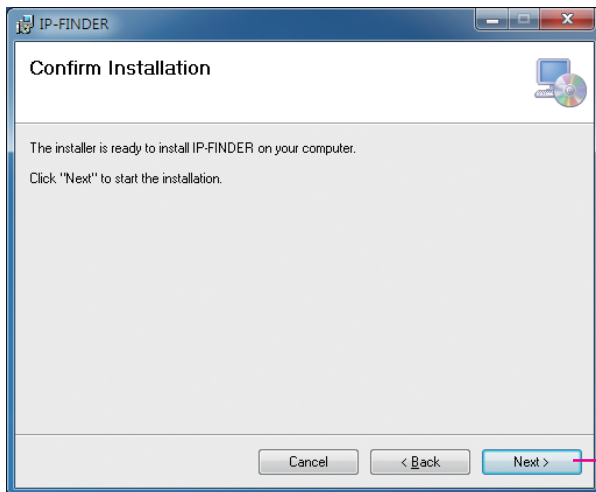 IP-FINDER
Confirm Installation
The installer is ready to install IP-FINDER on your computer.
Click "Next" to start the installation.
Cancel
< Back
Next >